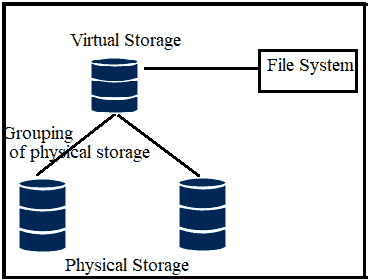 Virtual Storage
File System
Grouping
of physical storage
Physical Storage